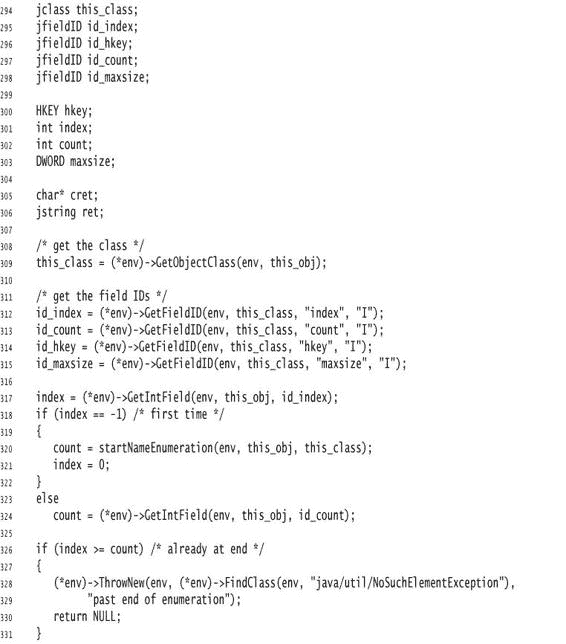 294 jclass this_class;
295 jfieldID id_index;
296 jfieldID id_hkey;
297 jfieldID id_count;
298 jfieldID id_maxsize;
299
300 HKEY hkey;
301 int index;
302 int count;
303 DWORD maxsize;
304
305 char* cret;
306 jstring ret;
307
308 /* get the class */
309 this_class = (*env)->GetObjectClass(env, this_obj);
310
311 /* get the field IDs */
312 id_index = (*env)->GetFieldID(env, this_class, "index", "I");
313 id_count = (*env)->GetFieldID(env, this_class, "count", "I");
314 id_hkey = (*env)->GetFieldID(env, this_class, "hkey", "I");
315 id_maxsize = (*env)->GetFieldID(env, this_class, "maxsize", "I");
316
317 index = (*env)->GetIntField(env, this_obj, id_index);
318 if (index == -1) /* first time */
319 {
320 count = startNameEnumeration(env, this_obj, this_class);
321 index = 0;
322 }
323 else
324 count = (*env)->GetIntField(env, this_obj, id_count);
325
326 if (index >= count) /* already at end */
327 {
328 (*env)->ThrowNew(env, (*env)->FindClass(env, "java/util/NoSuchElementException"),
329 "past end of enumeration");
330 return NULL;
331 }